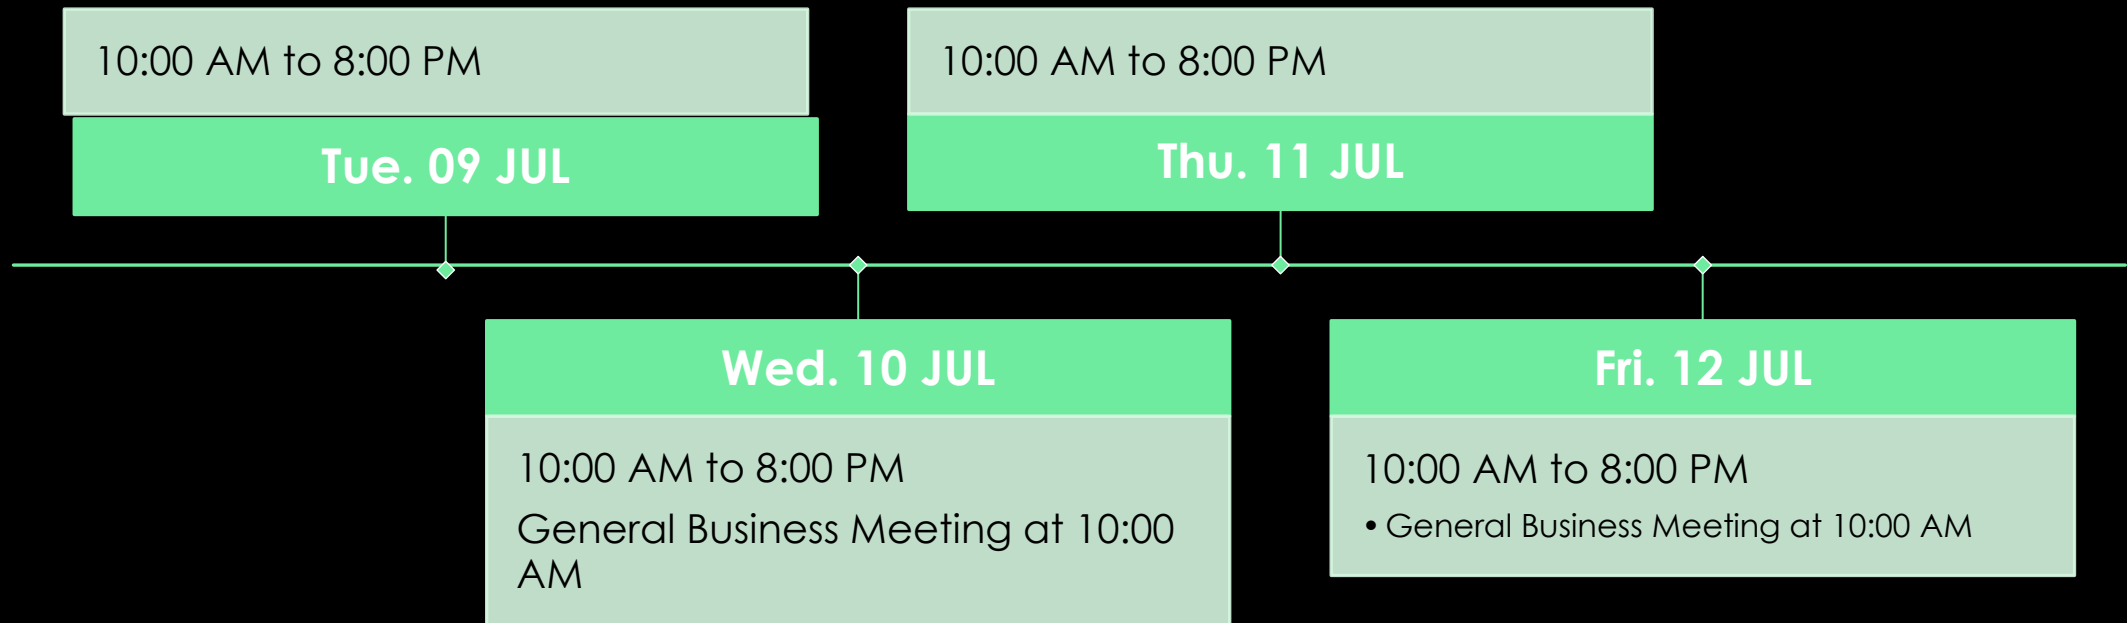 10:00 AM to 8:00 PM
Tue. 09 JUL
10:00 AM to 8:00 PM
Thu. 11 JUL
Wed. 10 JUL
10:00 AM to 8:00 PM
General Business Meeting at 10:00
AM
Fri. 12 JUL
10:00 AM to 8:00 PM
• General Business Meeting at 10:00 AM